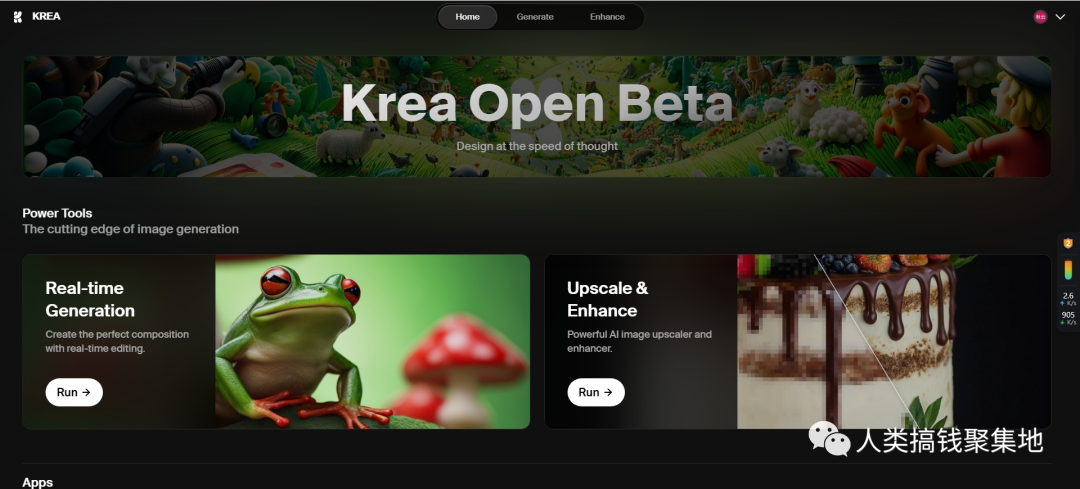 KREA
Home
Generate
Enhance
Krea Open Beta
Design at the speed of thought
Power Tools
The cutting edge of image generation
Real-time
Generation
Create the perfect composition
with real-time editing.
Run →
Upscale &
Enhance
Powerful AI image upscaler and
enhancer.
Run →
2
2.6
↑ K/s
905
↓ K/s
人类搞钱聚集地
Apps